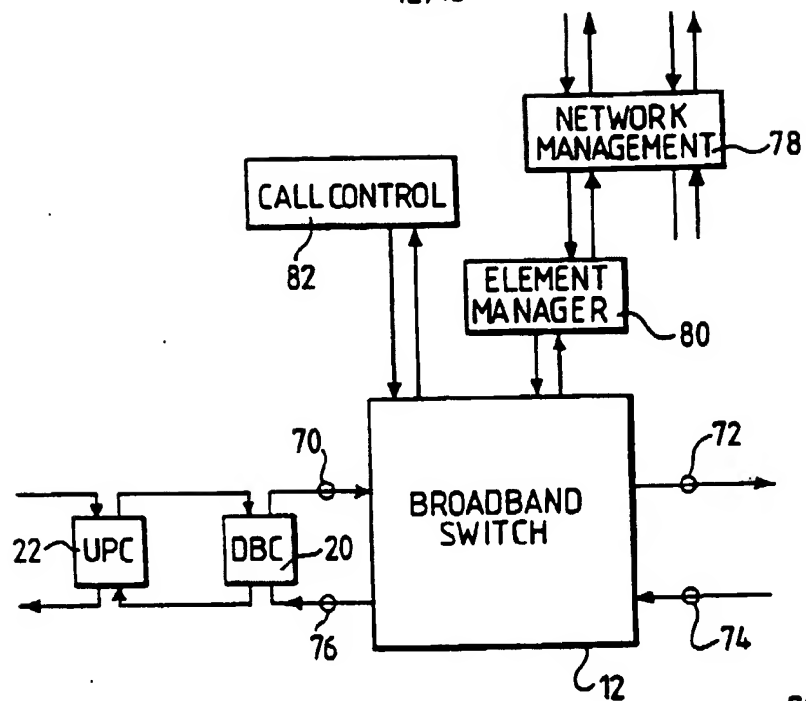 NETWORK
MANAGEMENT
78
CALL CONTROL
82
ELEMENT
MANAGER
80
70
72
BROADBAND
SWITCH
22
UPC
DBC
20
76
74
12